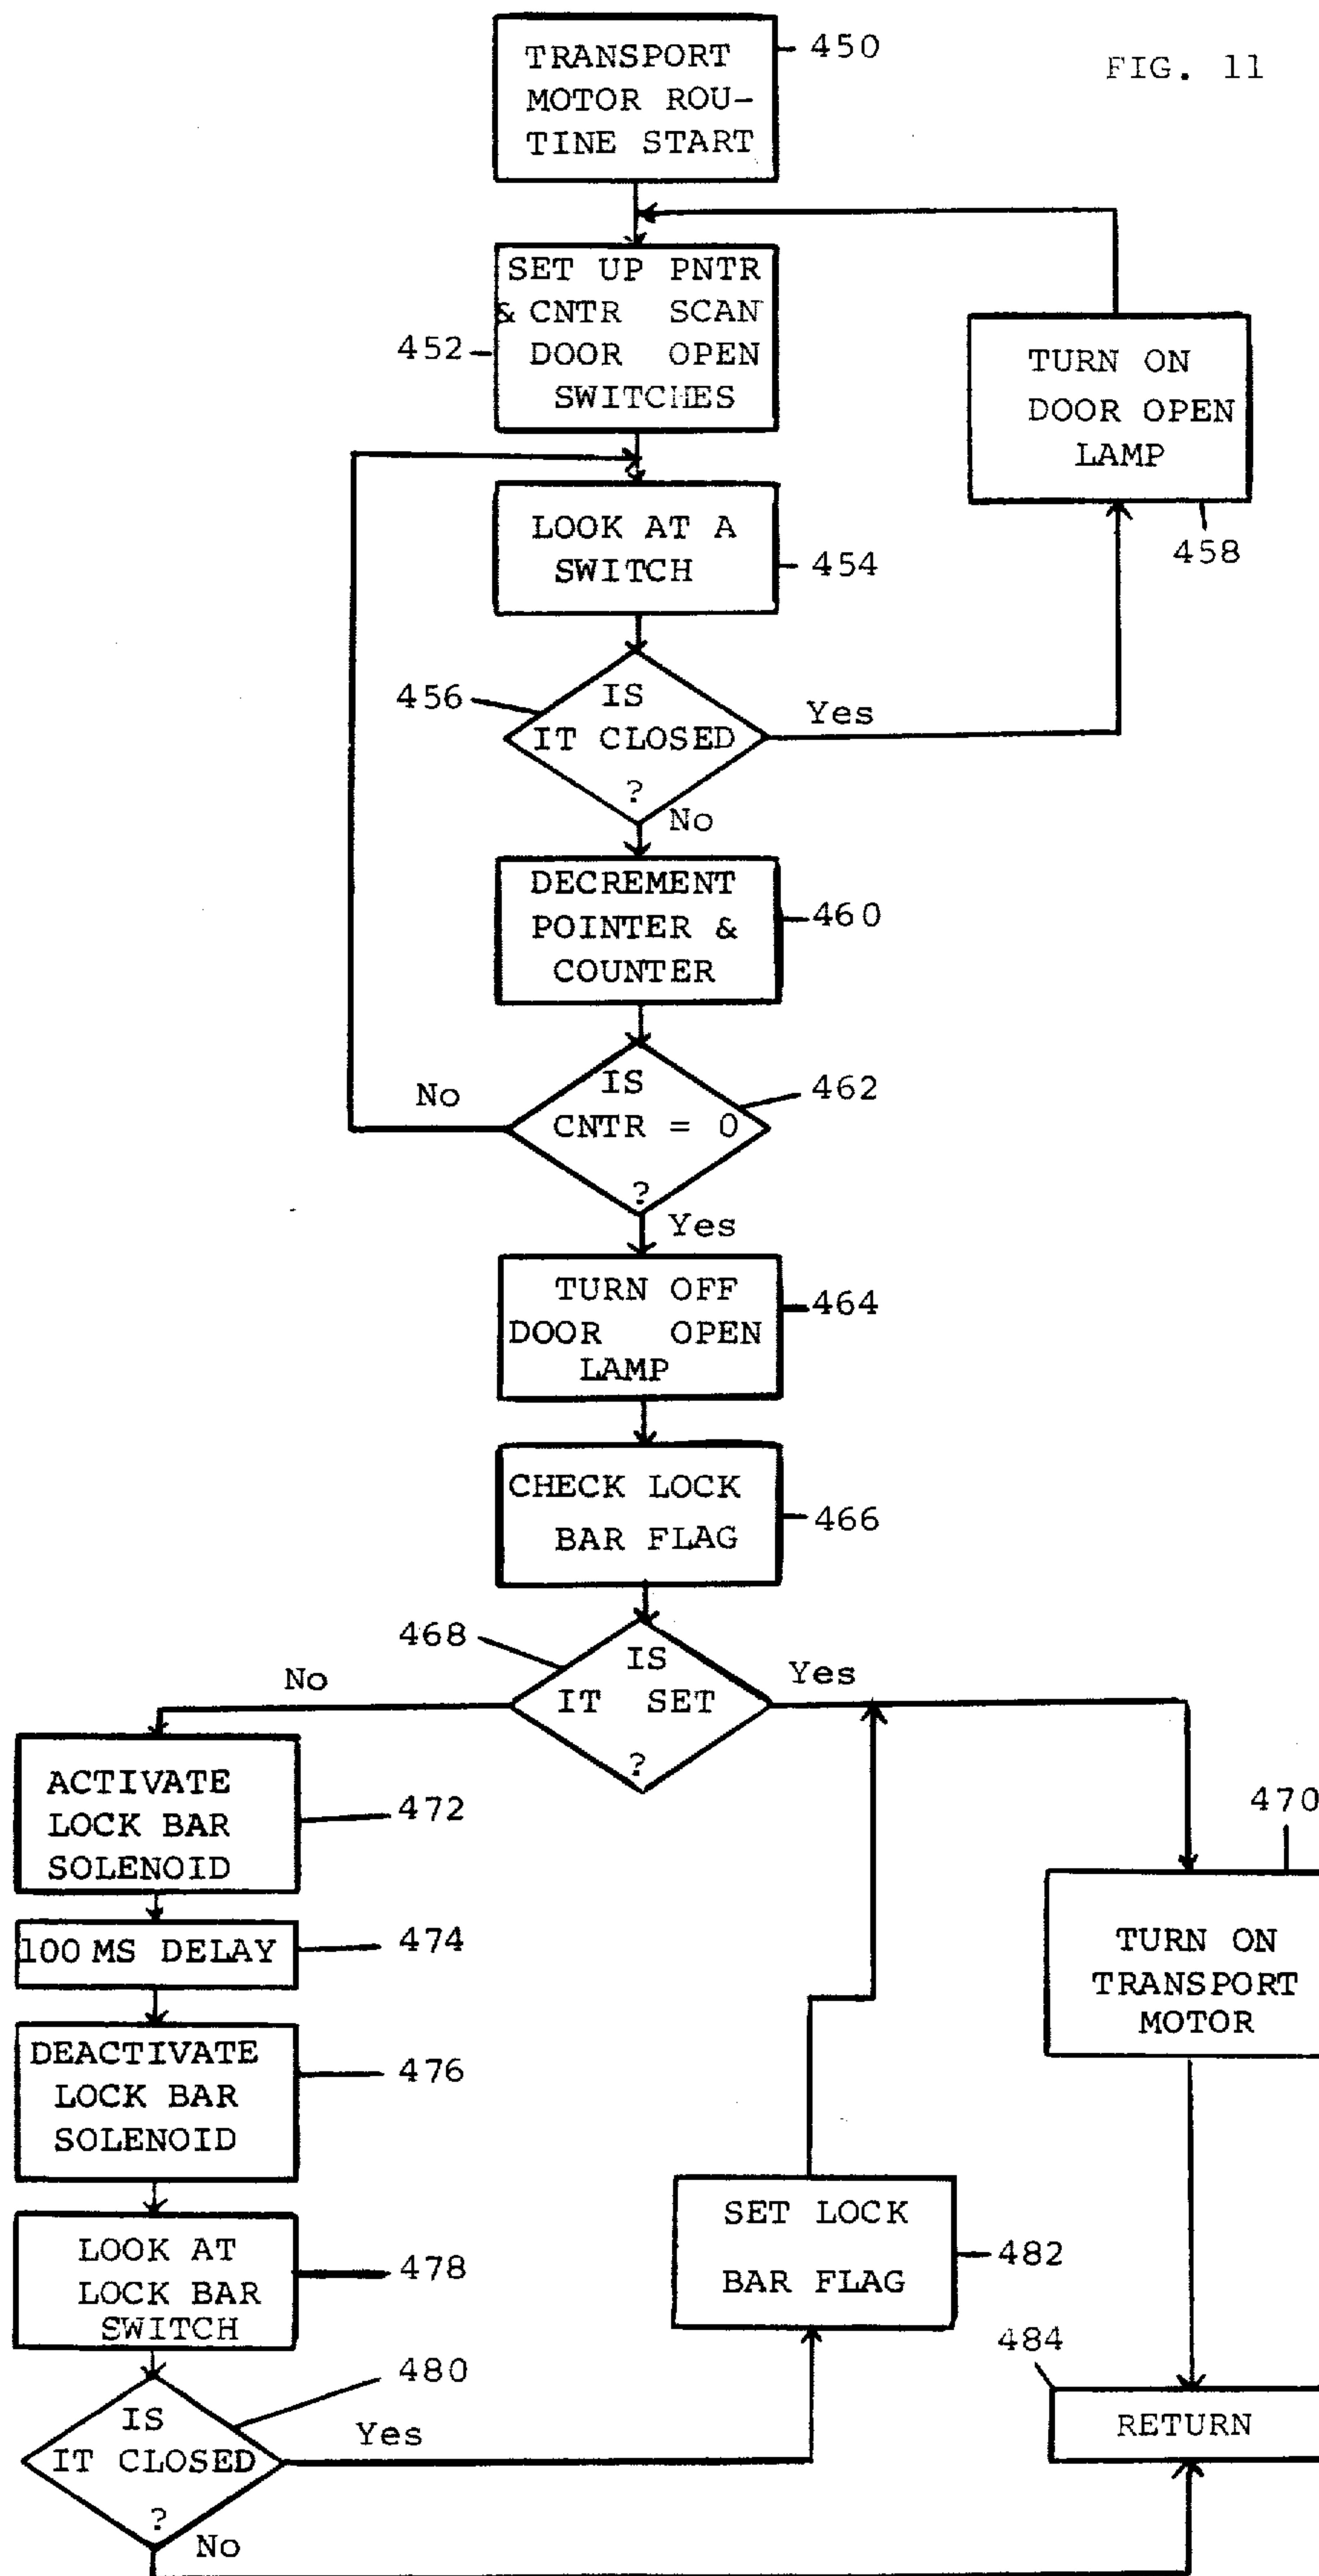 FIG. 11
TRANSPORT
MOTOR ROU-
TINE START
450
SET UP PNTR
& CNTR SCAN
DOOR OPEN
SWITCHES
452
TURN ON
DOOR OPEN
LAMP
458
LOOK AT A
SWITCH
454
456
IS
IT CLOSED
?
Yes
No
DECREMENT
POINTER &
COUNTER
460
IS
CNTR = 0
?
462
No
Yes
TURN OFF
DOOR OPEN
LAMP
464
CHECK LOCK
BAR FLAG
466
468
IS
IT SET
?
No
Yes
ACTIVATE
LOCK BAR
SOLENOID
472
470
TURN ON
TRANSPORT
MOTOR
100 MS DELAY
474
DEACTIVATE
LOCK BAR
SOLENOID
476
LOOK AT
LOCK BAR
SWITCH
478
SET LOCK
BAR FLAG
482
480
IS
IT CLOSED
?
Yes
No
484
RETURN